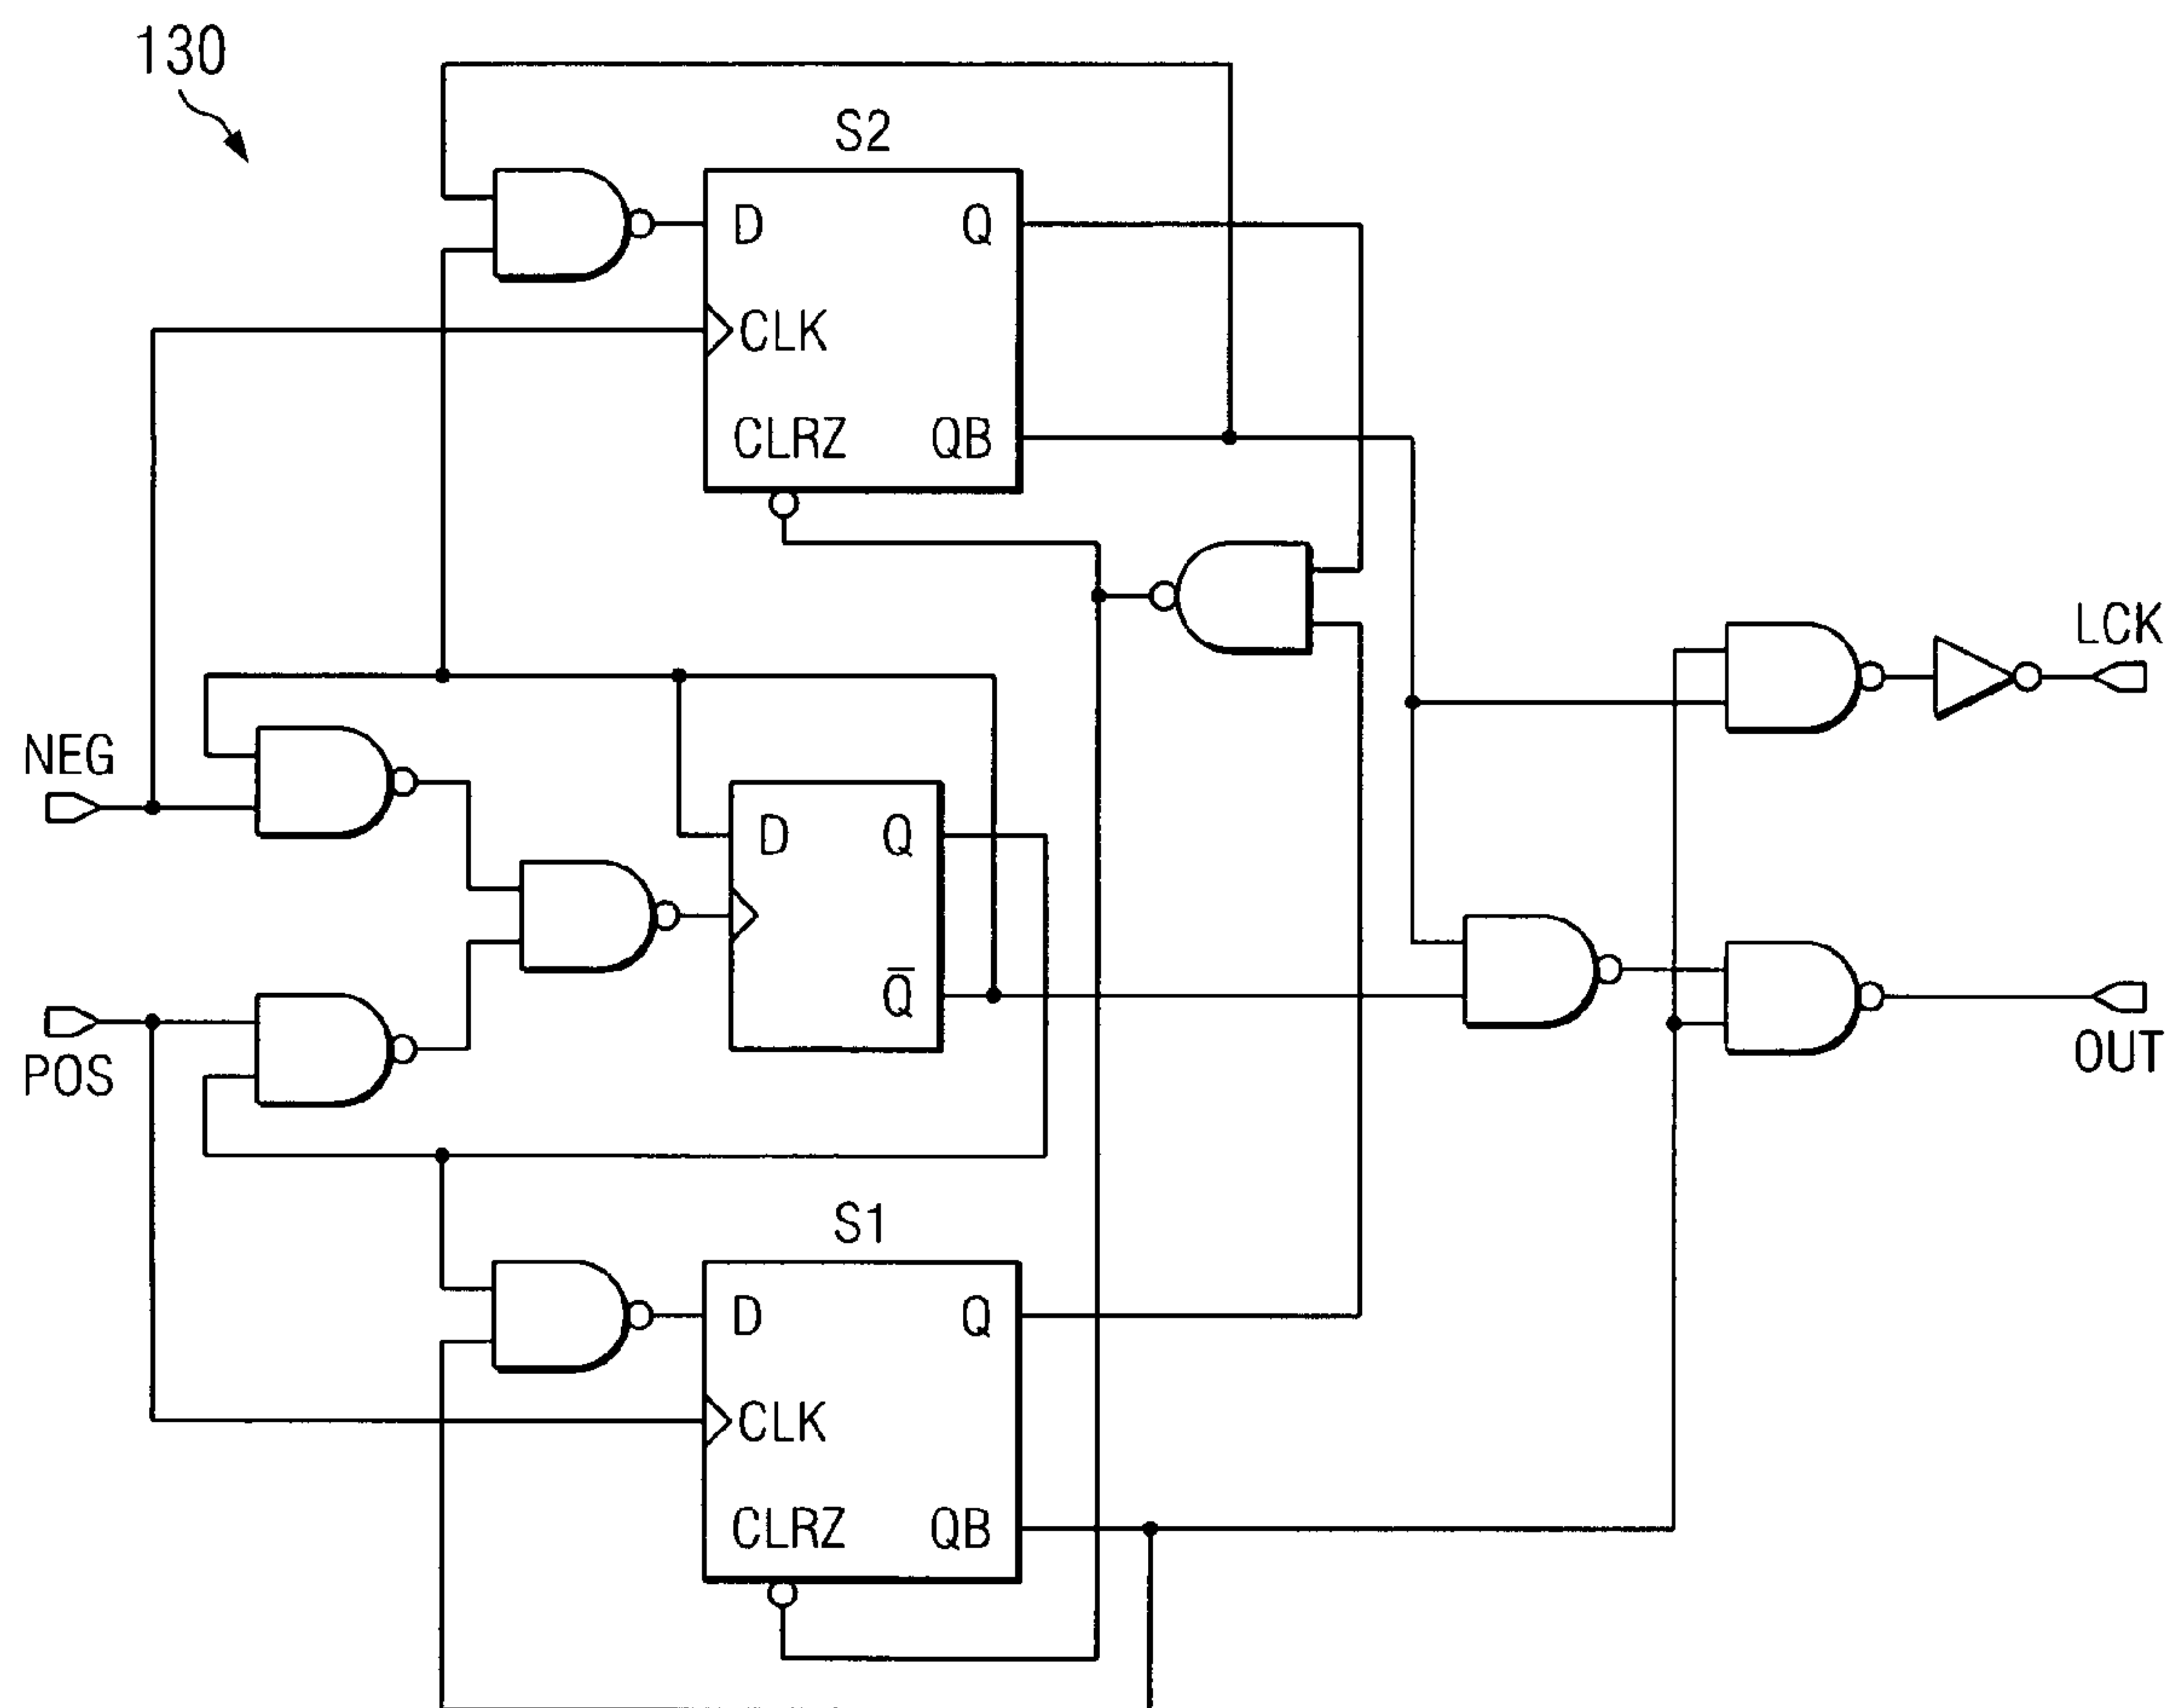 130
S2
D Q
CLK
CLRZ QB
LCK
NEG
D Q
Q̅
POS
OUT
S1
D Q
CLK
CLRZ QB